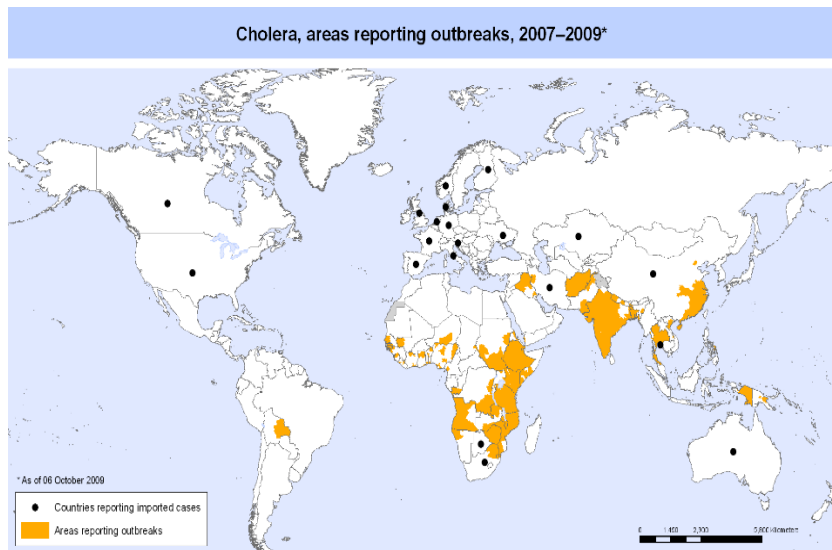 Cholera, areas reporting outbreaks, 2007–2009*
* As of 06 October 2009
Countries reporting imported cases
Areas reporting outbreaks
0
Kilometers